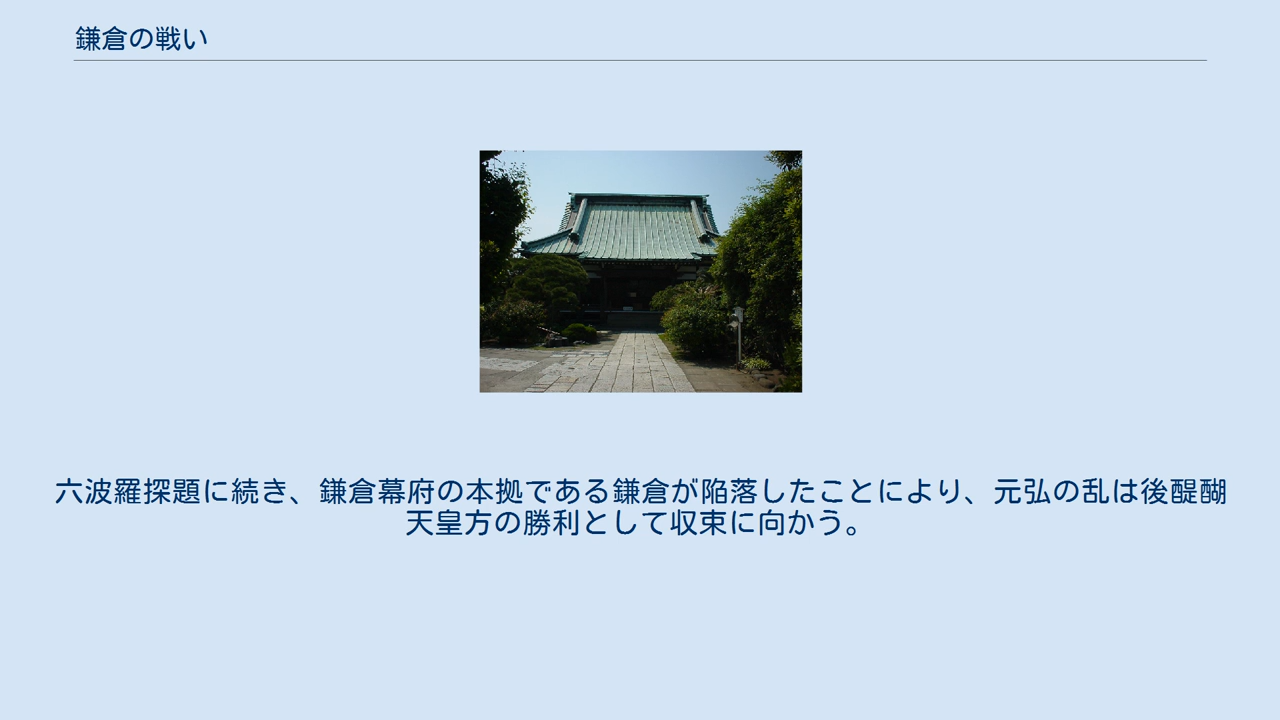 鎌倉の戦い
六波羅探題に続き、鎌倉幕府の本拠である鎌倉が陥落したことにより、元弘の乱は後醍醐
天皇方の勝利として収束に向かう。